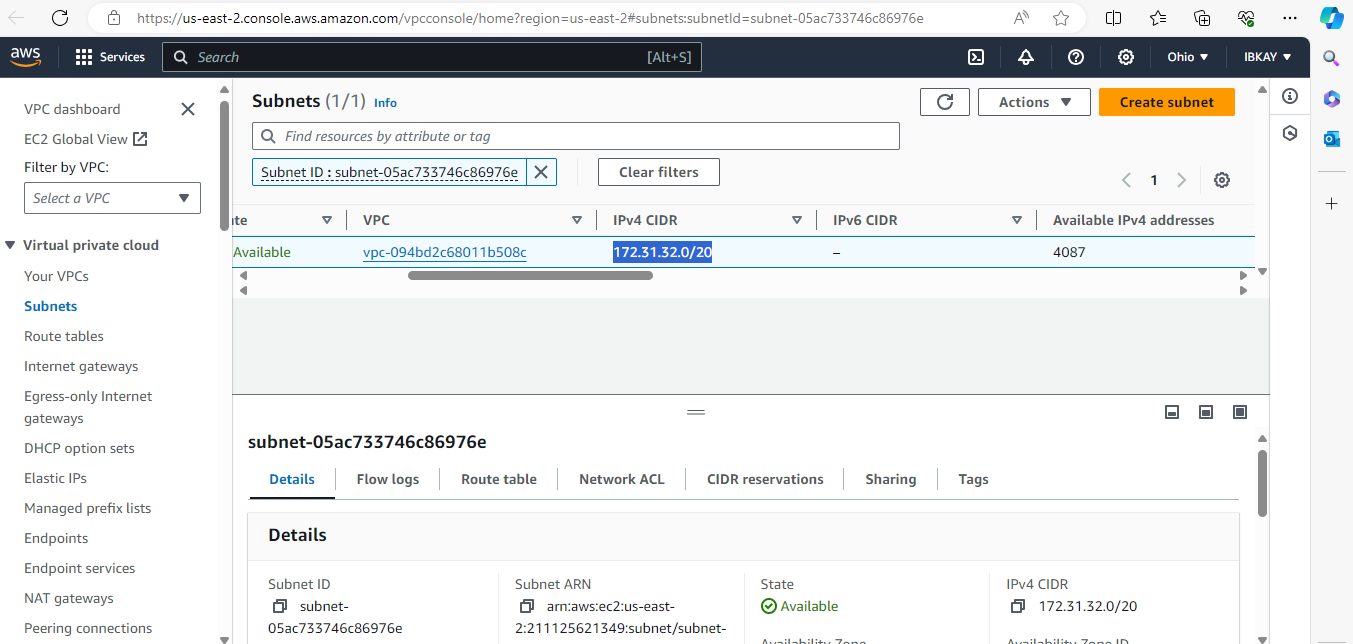 https://us-east-2.console.aws.amazon.com/vpcconsole/home?region=us-east-2#subnets:subnetId=subnet-05ac733746c86976e
aws Services Search [Alt+S] Ohio IBKAY
VPC dashboard
EC2 Global View
Filter by VPC:
Select a VPC
Virtual private cloud
Your VPCs
Subnets
Route tables
Internet gateways
Egress-only Internet
gateways
DHCP option sets
Elastic IPs
Managed prefix lists
Endpoints
Endpoint services
NAT gateways
Peering connections
Subnets (1/1) Info
Actions
Create subnet
Find resources by attribute or tag
Subnet ID : subnet-05ac733746c86976e
Clear filters
1
te VPC IPv4 CIDR IPv6 CIDR Available IPv4 addresses
Available vpc-094bd2c68011b508c 172.31.32.0/20 – 4087
subnet-05ac733746c86976e
Details Flow logs Route table Network ACL CIDR reservations Sharing Tags
Details
Subnet ID
subnet-
05ac733746c86976e
Subnet ARN
arn:aws:ec2:us-east-
2:211125621349:subnet/subnet-
State
Available
Availability Zone
IPv4 CIDR
172.31.32.0/20
Availability Zone ID